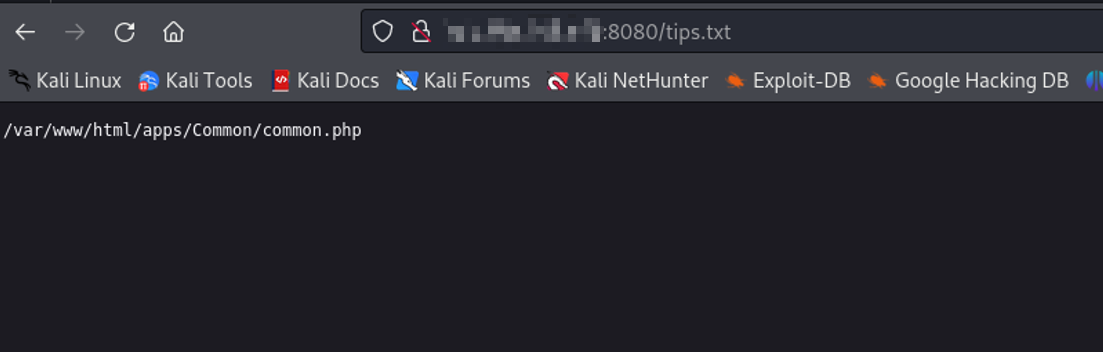 :8080/tips.txt
Kali Linux Kali Tools Kali Docs Kali Forums Kali NetHunter Exploit-DB Google Hacking DB
/var/www/html/apps/Common/common.php